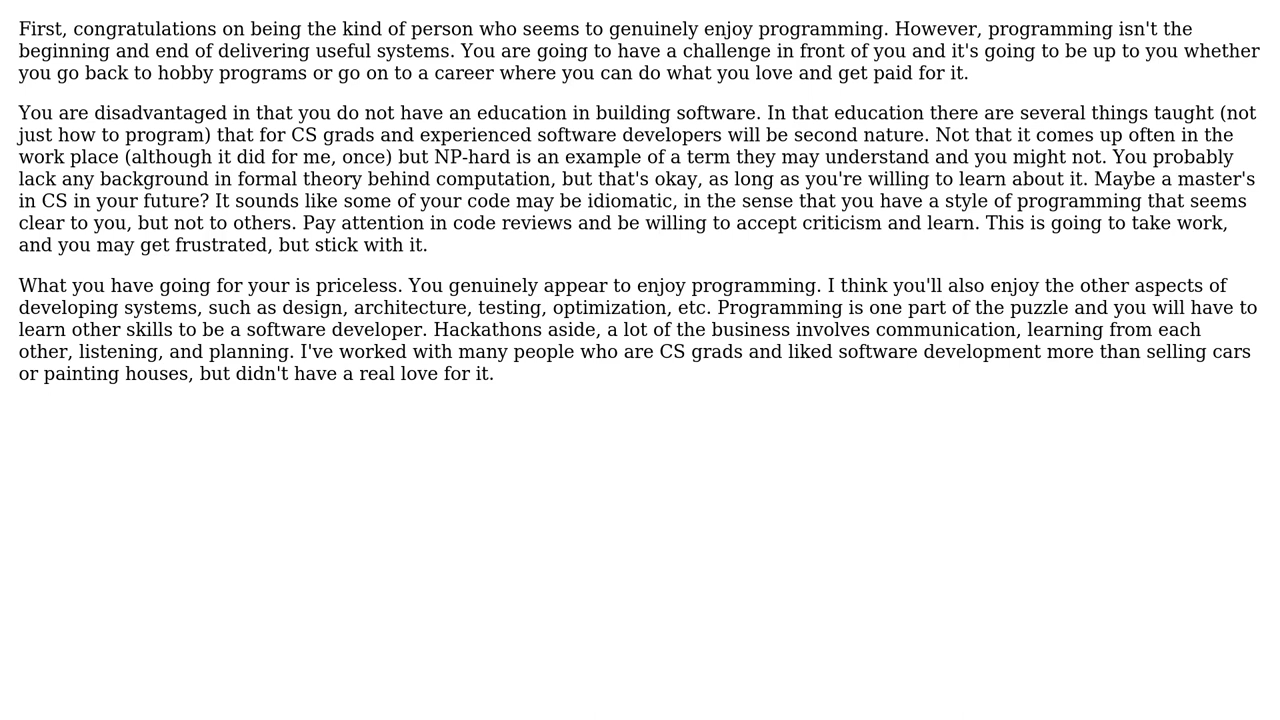 First, congratulations on being the kind of person who seems to genuinely enjoy programming. However, programming isn't the
beginning and end of delivering useful systems. You are going to have a challenge in front of you and it's going to be up to you whether
you go back to hobby programs or go on to a career where you can do what you love and get paid for it.
You are disadvantaged in that you do not have an education in building software. In that education there are several things taught (not
just how to program) that for CS grads and experienced software developers will be second nature. Not that it comes up often in the
work place (although it did for me, once) but NP-hard is an example of a term they may understand and you might not. You probably
lack any background in formal theory behind computation, but that's okay, as long as you're willing to learn about it. Maybe a master's
in CS in your future? It sounds like some of your code may be idiomatic, in the sense that you have a style of programming that seems
clear to you, but not to others. Pay attention in code reviews and be willing to accept criticism and learn. This is going to take work,
and you may get frustrated, but stick with it.
What you have going for your is priceless. You genuinely appear to enjoy programming. I think you'll also enjoy the other aspects of
developing systems, such as design, architecture, testing, optimization, etc. Programming is one part of the puzzle and you will have to
learn other skills to be a software developer. Hackathons aside, a lot of the business involves communication, learning from each
other, listening, and planning. I've worked with many people who are CS grads and liked software development more than selling cars
or painting houses, but didn't have a real love for it.